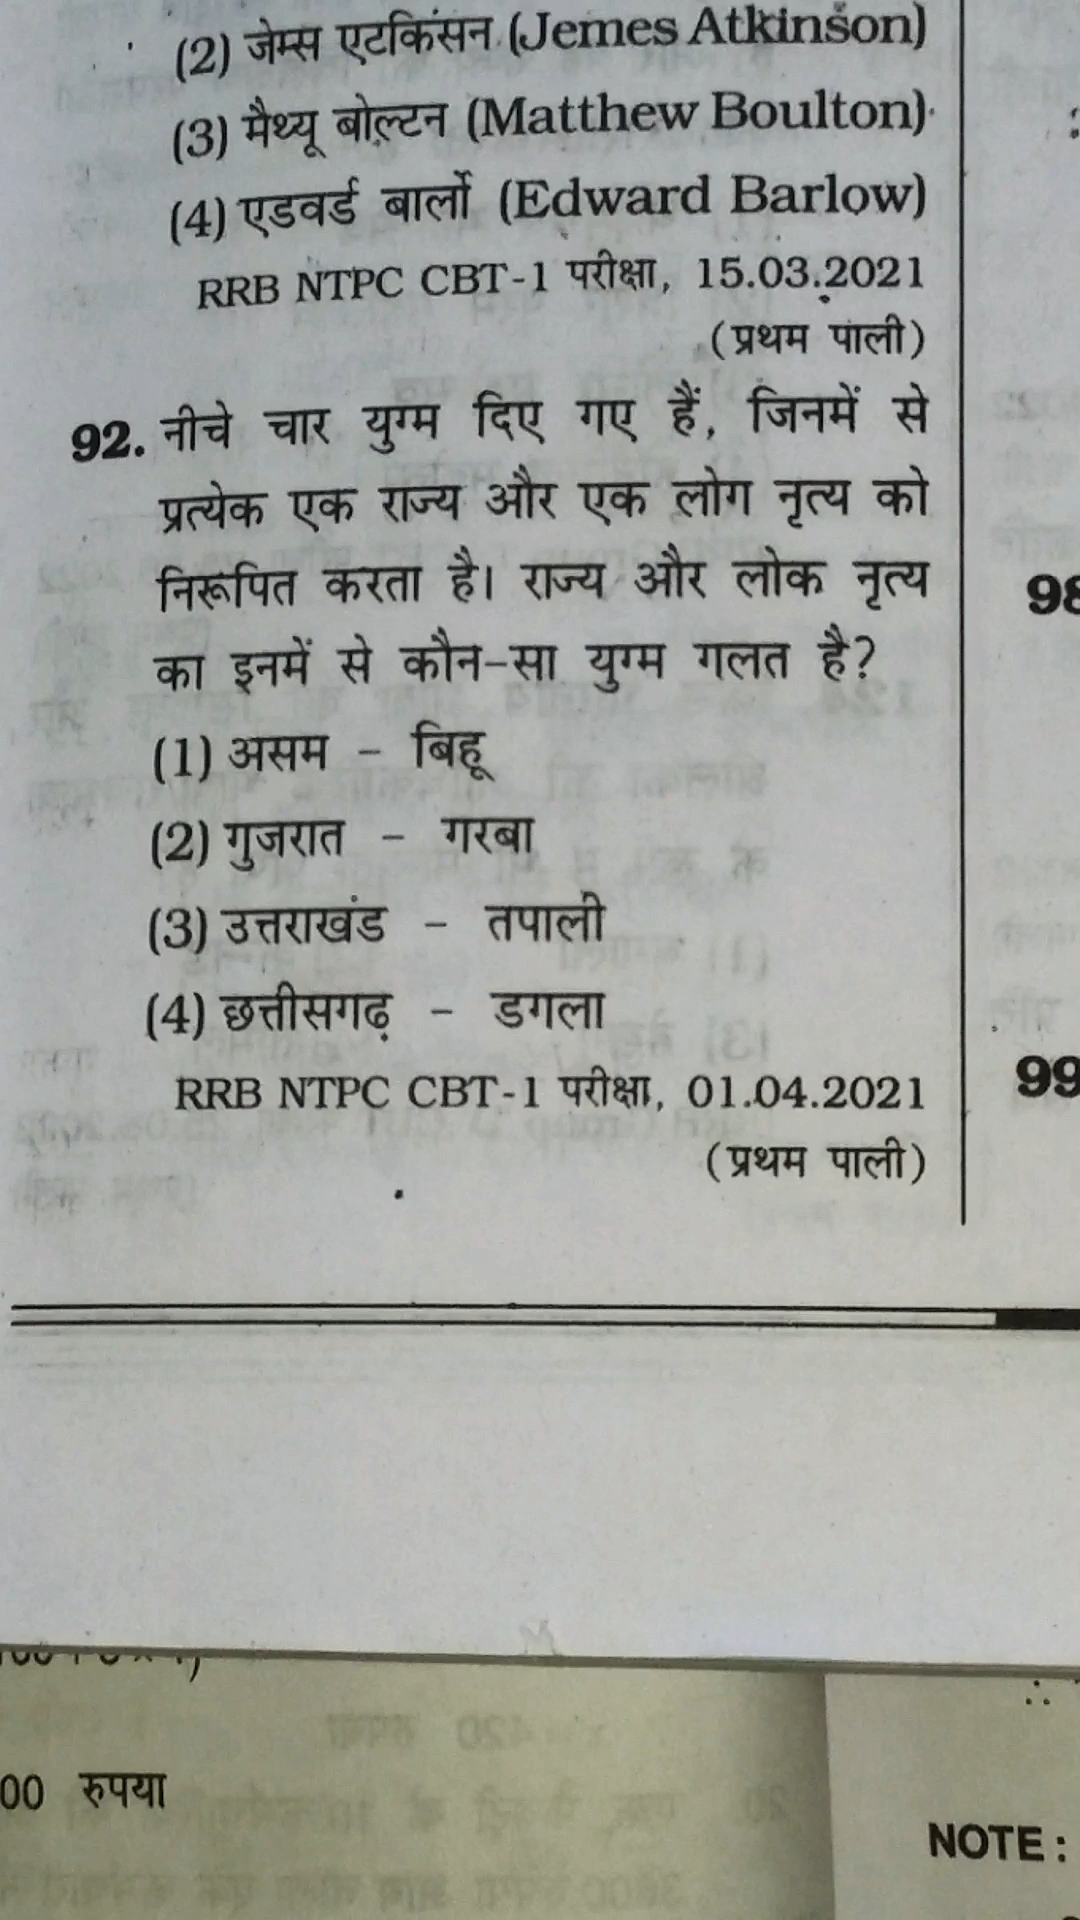 (2) जेम्स एटकिंसन (Jemes Atkinson)
(3) मैथ्यू बोल्टन (Matthew Boulton)
(4) एडवर्ड बार्लो (Edward Barlow)
RRB NTPC CBT-1 परीक्षा, 15.03.2021
(प्रथम पाली)
92. नीचे चार युग्म दिए गए हैं, जिनमें से
प्रत्येक एक राज्य और एक लोग नृत्य को
निरूपित करता है। राज्य और लोक नृत्य
का इनमें से कौन-सा युग्म गलत है?
(1) असम - बिहू
(2) गुजरात - गरबा
(3) उत्तराखंड - तपाली
(4) छत्तीसगढ़ - डगला
RRB NTPC CBT-1 परीक्षा, 01.04.2021
(प्रथम पाली)
98
99
00 रुपया
NOTE :